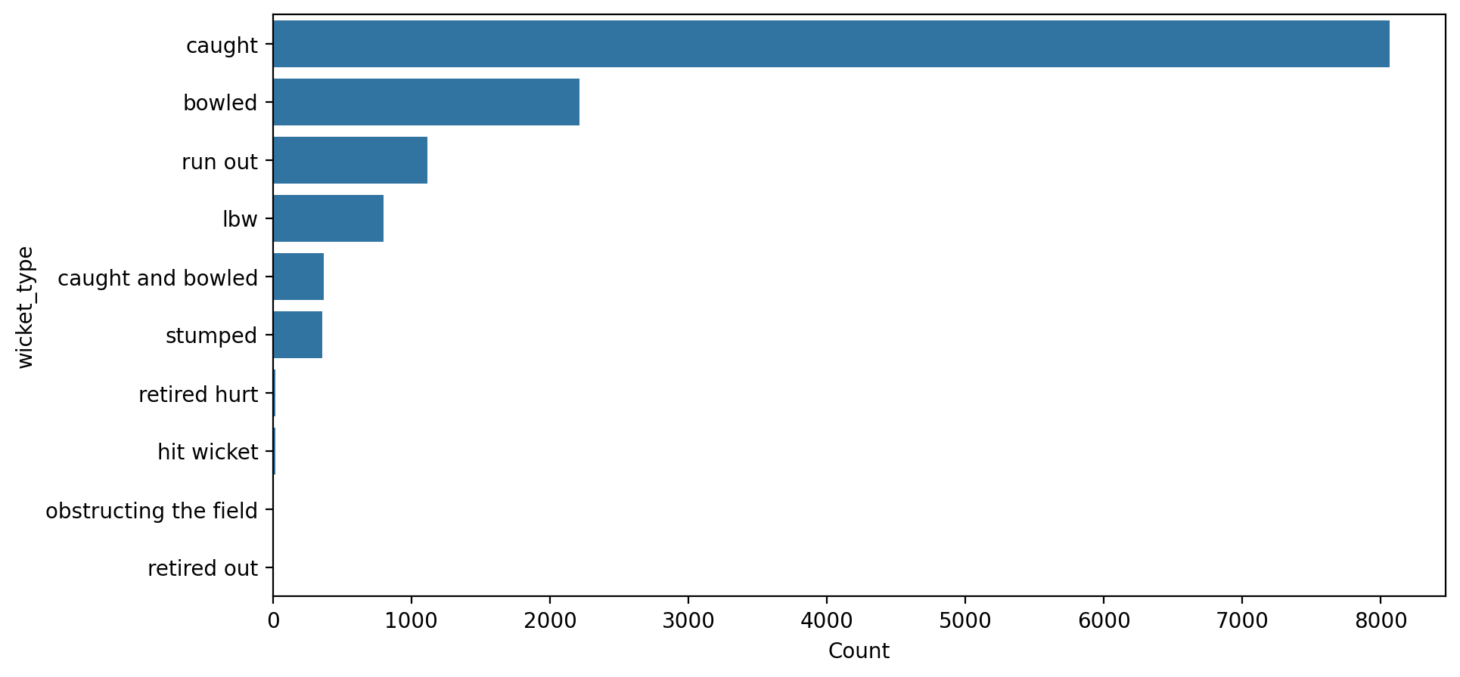 caught
bowled
run out
lbw
caught and bowled
stumped
retired hurt
hit wicket
obstructing the field
retired out
wicket_type
0 1000 2000 3000 4000 5000 6000 7000 8000
Count